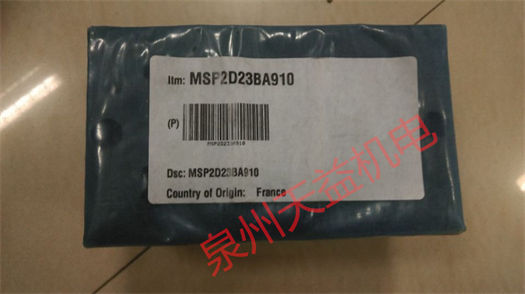 Itm: MSP2D23BA910
(P)
MSP2D23BA910
Dsc: MSP2D23BA910
Country of Origin: France
泉州天益机电